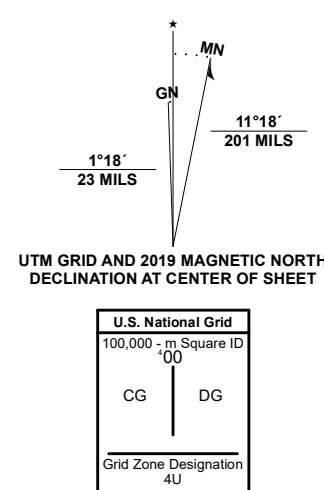 ★
MN
GN
11°18´
201 MILS
1°18´
23 MILS
UTM GRID AND 2019 MAGNETIC NORTH
DECLINATION AT CENTER OF SHEET
U.S. National Grid
100,000 - m Square ID
⁴00
CG DG
Grid Zone Designation
4U